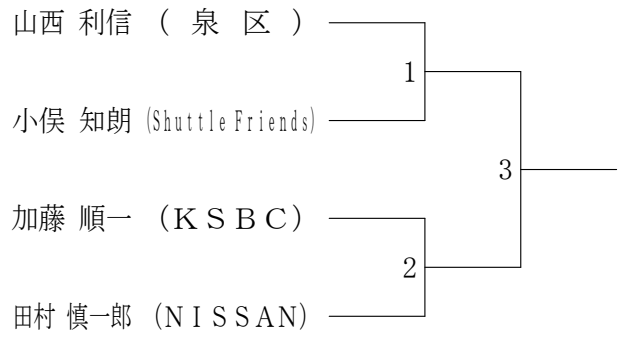 山西 利信 （ 泉 区 ）
1
小俣 知朗 (Shuttle Friends)
3
加藤 順一 （ＫＳＢＣ）
2
田村 慎一郎 （ＮＩＳＳＡＮ）